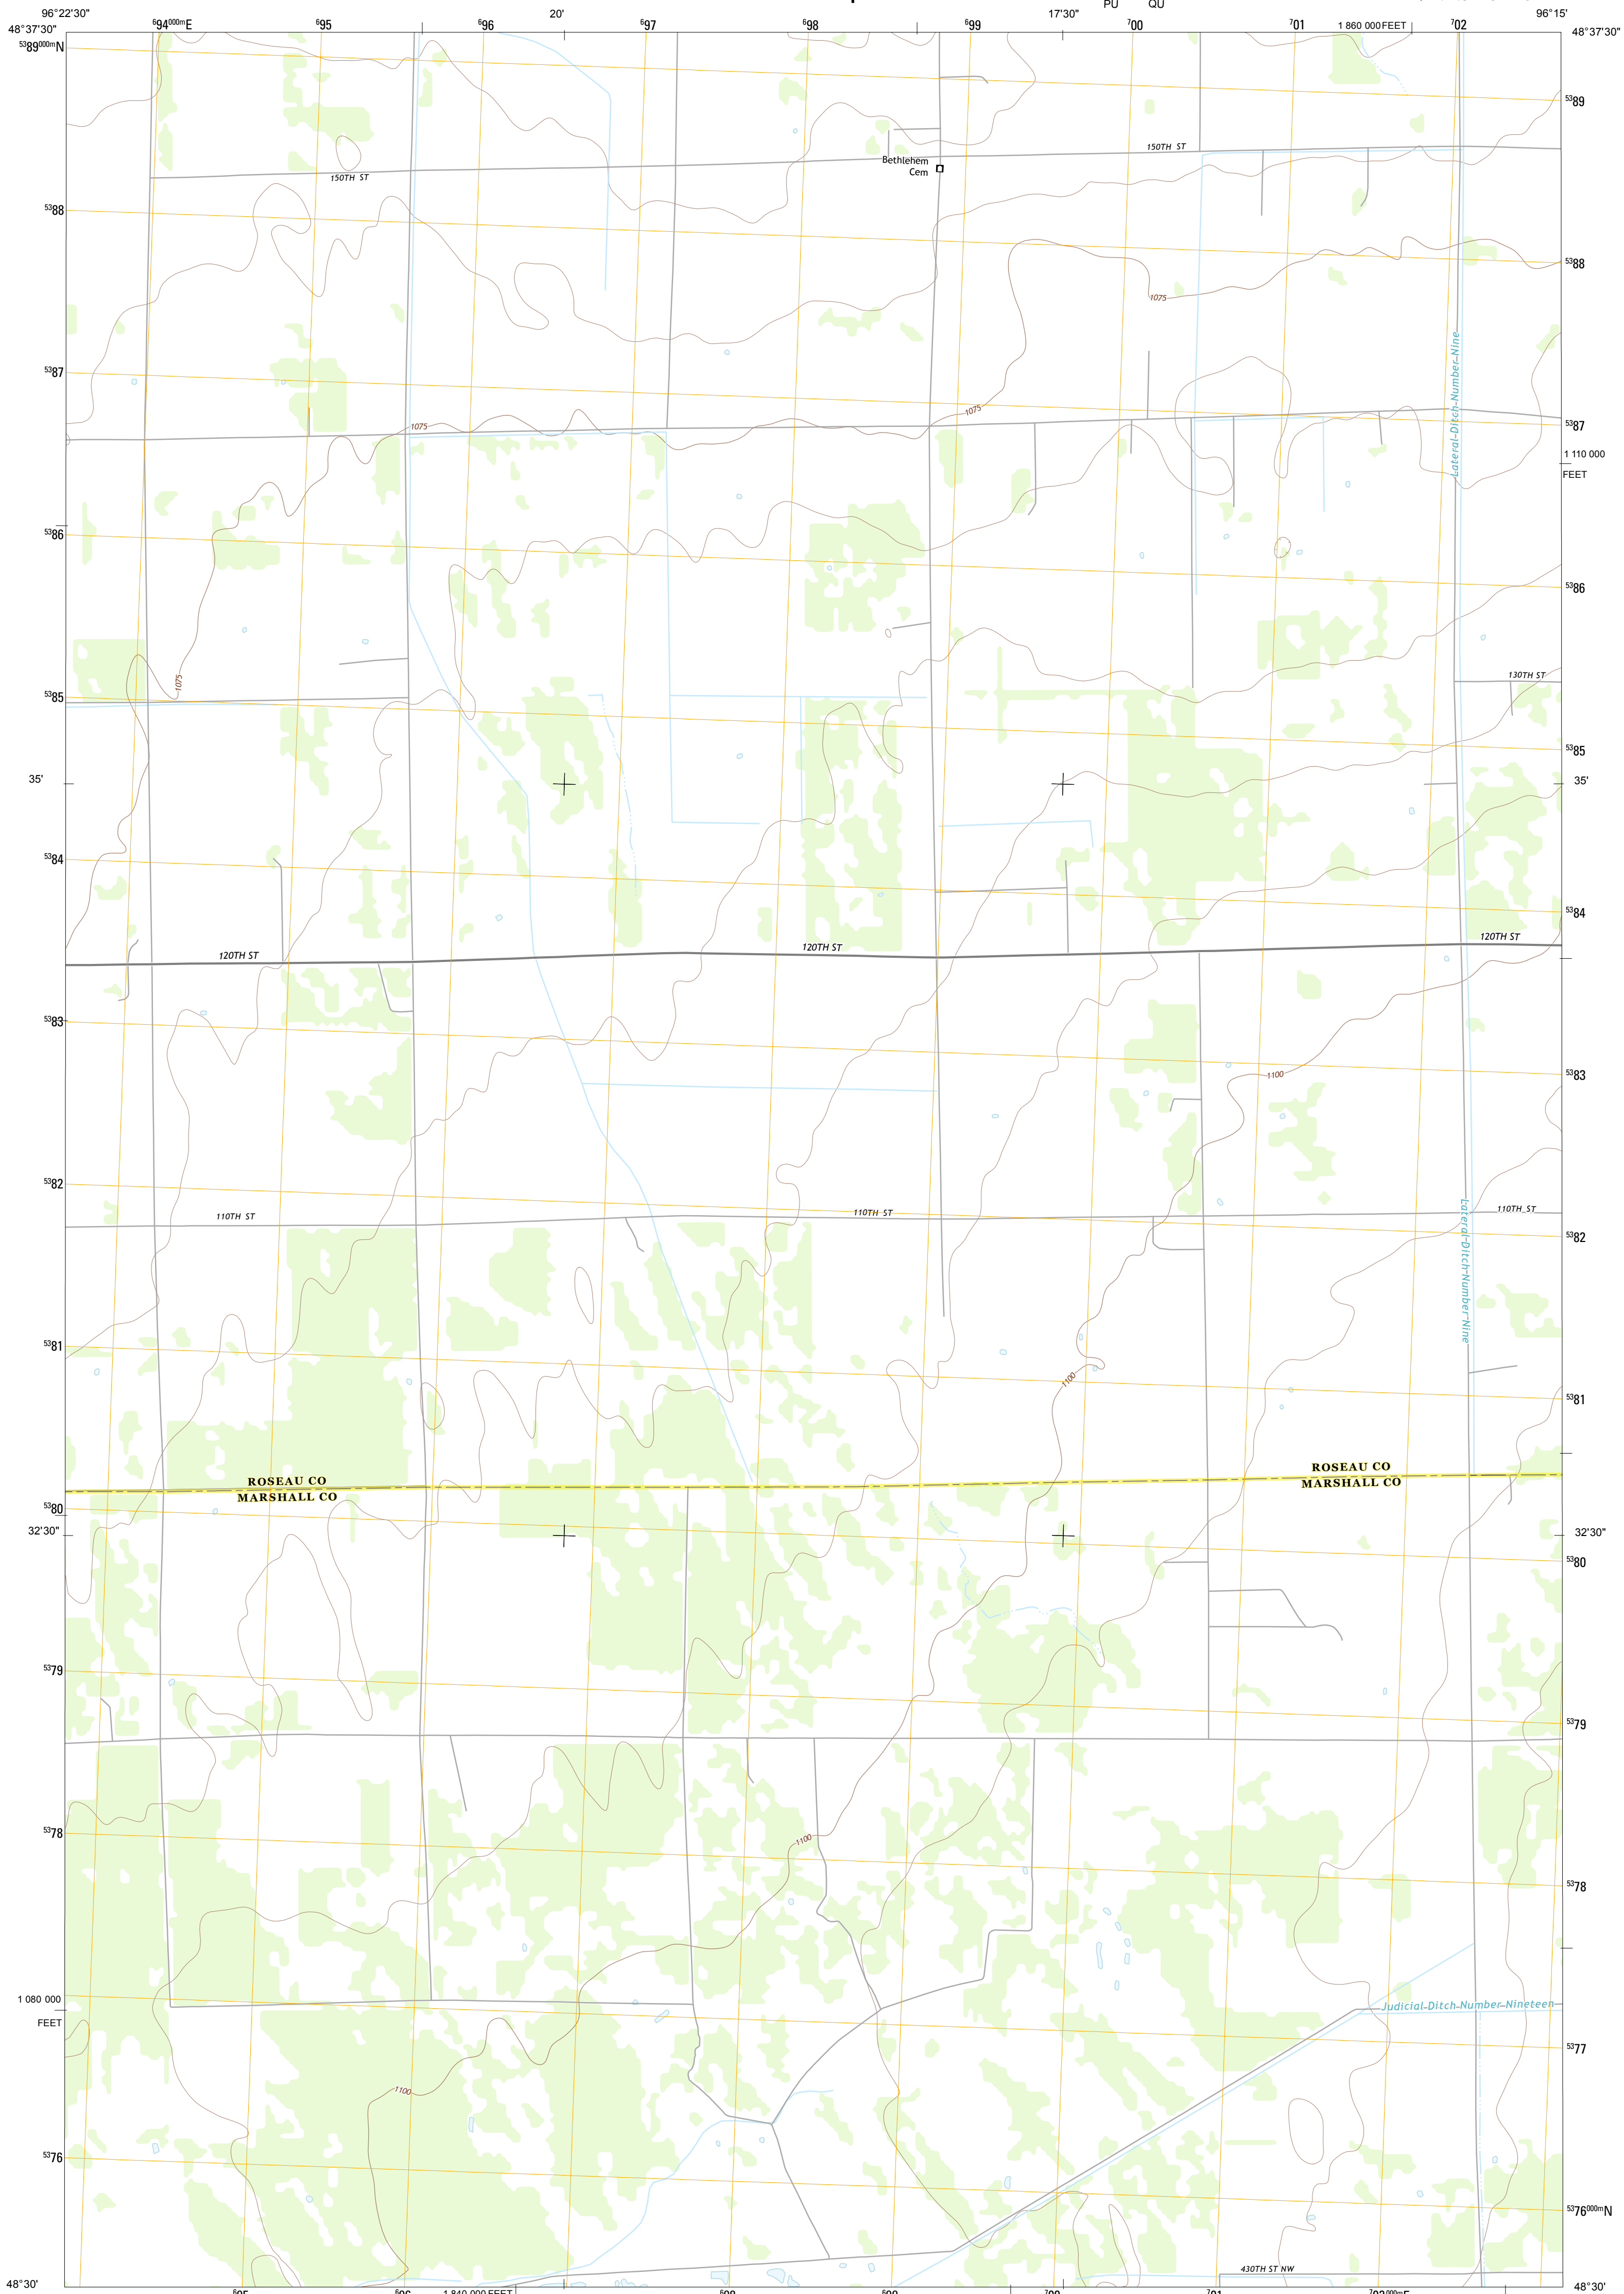 PU QU
96°22'30"
⁶94⁰⁰⁰ᵐE
⁶95
⁶96
20'
⁶97
⁶98
⁶99
17'30"
⁷00
⁷01
1 860 000 FEET
⁷02
96°15'
48°37'30"
48°37'30"
⁵³89⁰⁰⁰ᵐN
⁵³89
150TH ST
Bethlehem
Cem
150TH ST
⁵³88
⁵³88
1075
Lateral Ditch Number Nine
⁵³87
1075
1075
⁵³87
1 110 000
FEET
⁵³86
⁵³86
1075
130TH ST
⁵³85
⁵³85
35'
35'
⁵³84
⁵³84
120TH ST
120TH ST
120TH ST
⁵³83
1100
⁵³83
⁵³82
110TH ST
110TH ST
110TH ST
⁵³82
Lateral Ditch Number Nine
⁵³81
1100
⁵³81
ROSEAU CO
MARSHALL CO
ROSEAU CO
MARSHALL CO
⁵³80
32'30"
32'30"
⁵³80
⁵³79
⁵³79
⁵³78
1100
⁵³78
1 080 000
FEET
Judicial Ditch Number Nineteen
⁵³77
1100
⁵³76
⁵³76⁰⁰⁰ᵐN
430TH ST NW
48°30'
48°30'
1 840 000 FEET